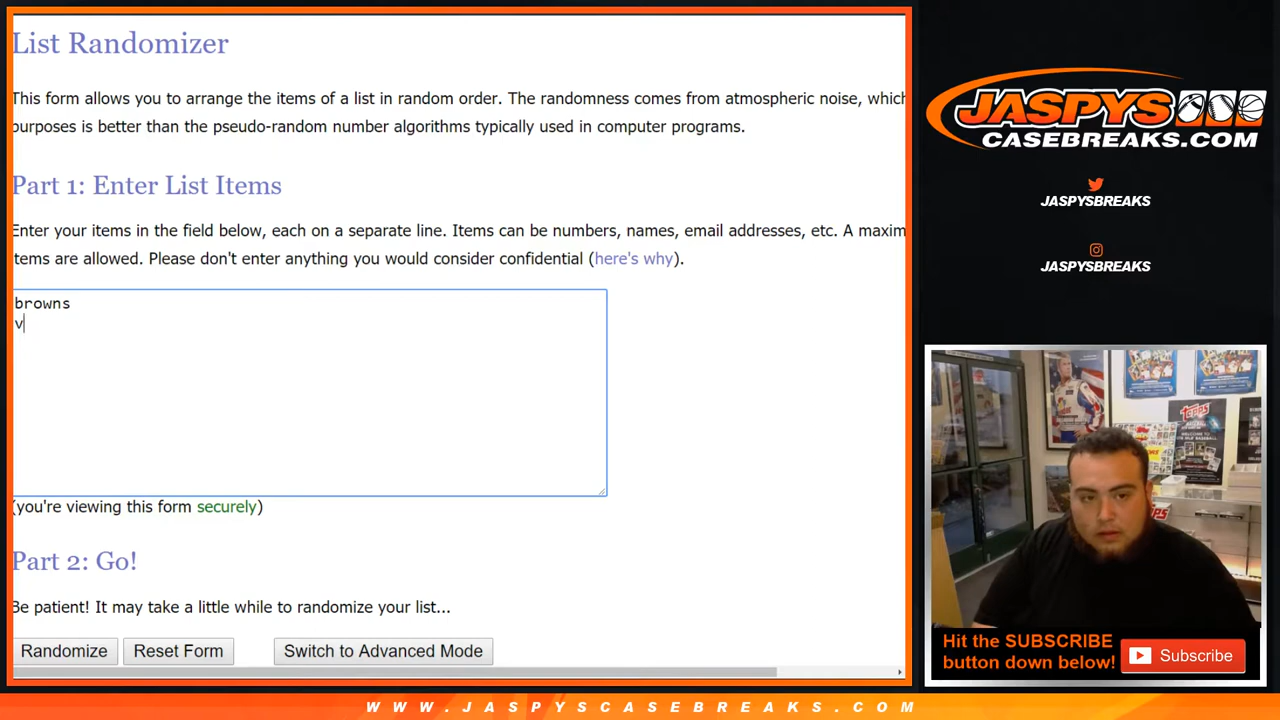 List Randomizer
This form allows you to arrange the items of a list in random order. The randomness comes from atmospheric noise, which
purposes is better than the pseudo-random number algorithms typically used in computer programs.
Part 1: Enter List Items
Enter your items in the field below, each on a separate line. Items can be numbers, names, email addresses, etc. A maxim
items are allowed. Please don't enter anything you would consider confidential (here's why).
browns
v
(you're viewing this form securely)
Part 2: Go!
Be patient! It may take a little while to randomize your list...
Randomize
Reset Form
Switch to Advanced Mode
JASPYS
CASEBREAKS.COM
JASPYSBREAKS
JASPYSBREAKS
topps
Hit the SUBSCRIBE
button down below!
Subscribe
WWW.JASPYSCASEBREAKS.COM